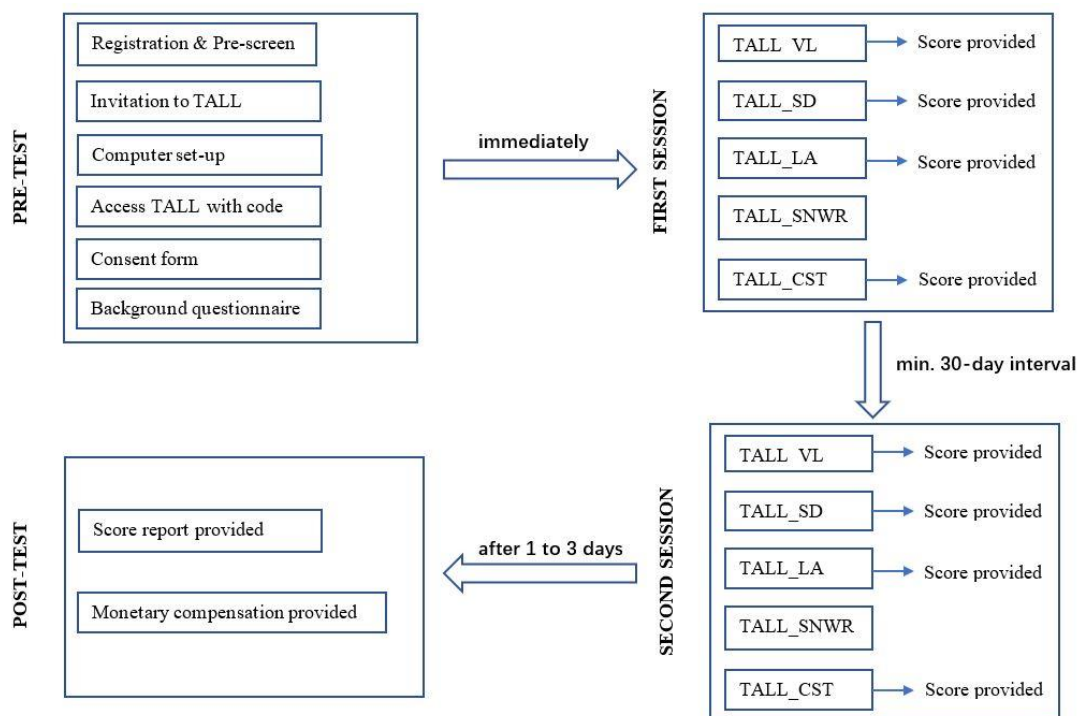 PRE-TEST
Registration & Pre-screen
Invitation to TALL
Computer set-up
Access TALL with code
Consent form
Background questionnaire
immediately
FIRST SESSION
TALL_VL
Score provided
TALL_SD
Score provided
TALL_LA
Score provided
TALL_SNWR
TALL_CST
Score provided
min. 30-day interval
SECOND SESSION
TALL_VL
Score provided
TALL_SD
Score provided
TALL_LA
Score provided
TALL_SNWR
TALL_CST
Score provided
after 1 to 3 days
POST-TEST
Score report provided
Monetary compensation provided